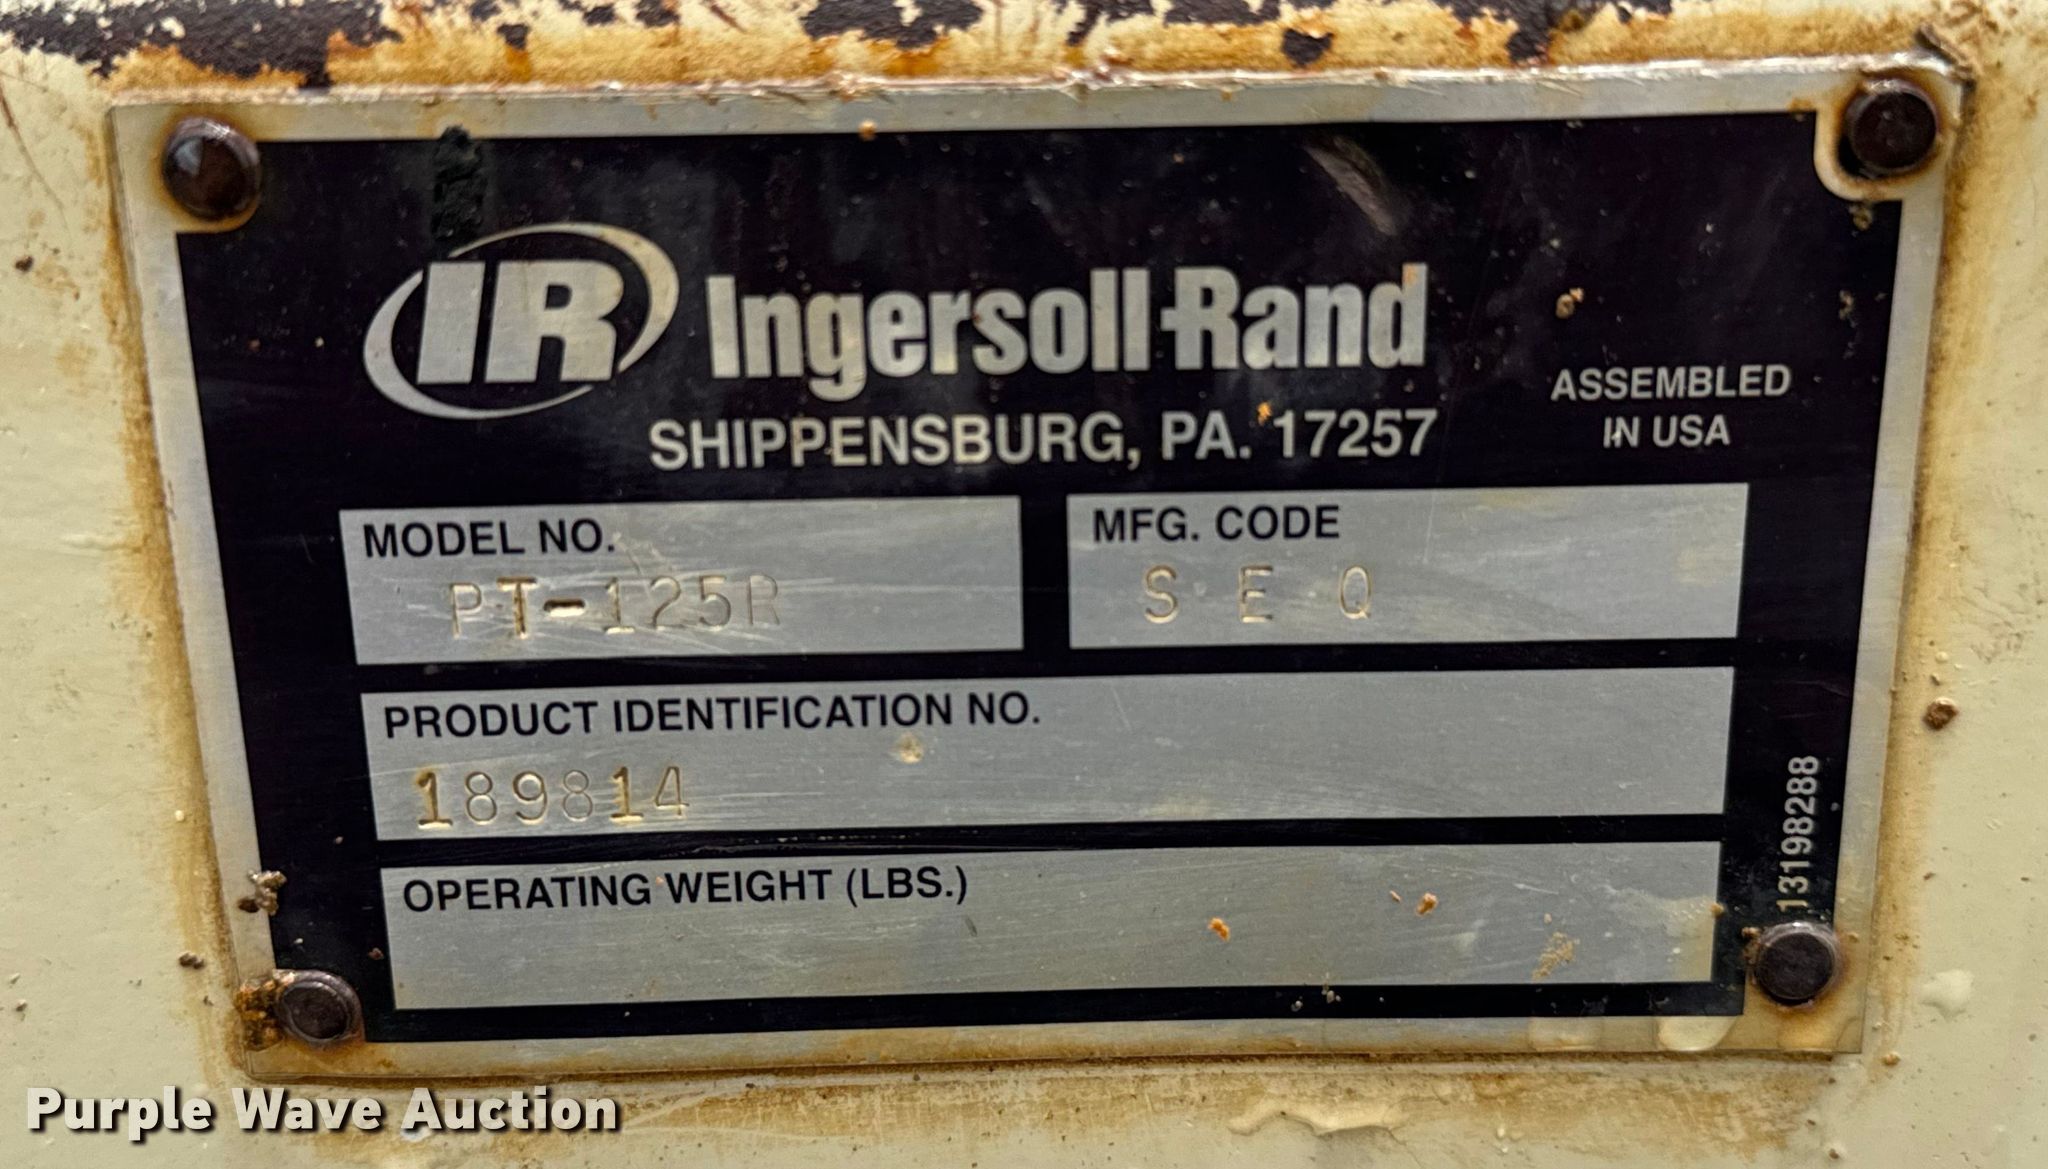 IR Ingersoll-Rand
SHIPPENSBURG, PA. 17257
ASSEMBLED
IN USA
MODEL NO.
PT-125R
MFG. CODE
S E Q
PRODUCT IDENTIFICATION NO.
189814
OPERATING WEIGHT (LBS.)
13198288
Purple Wave Auction